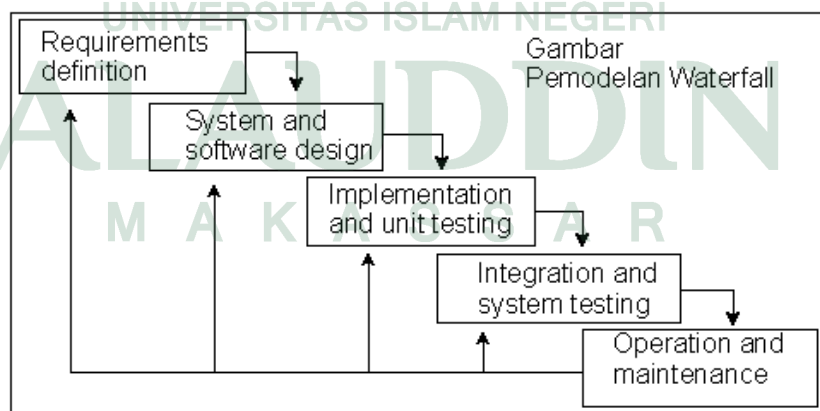 UNIVERSITAS ISLAM NEGERI
ALAUDDIN
MAKASSAR
Gambar
Pemodelan Waterfall
Requirements
definition
System and
software design
Implementation
and unit testing
Integration and
system testing
Operation and
maintenance